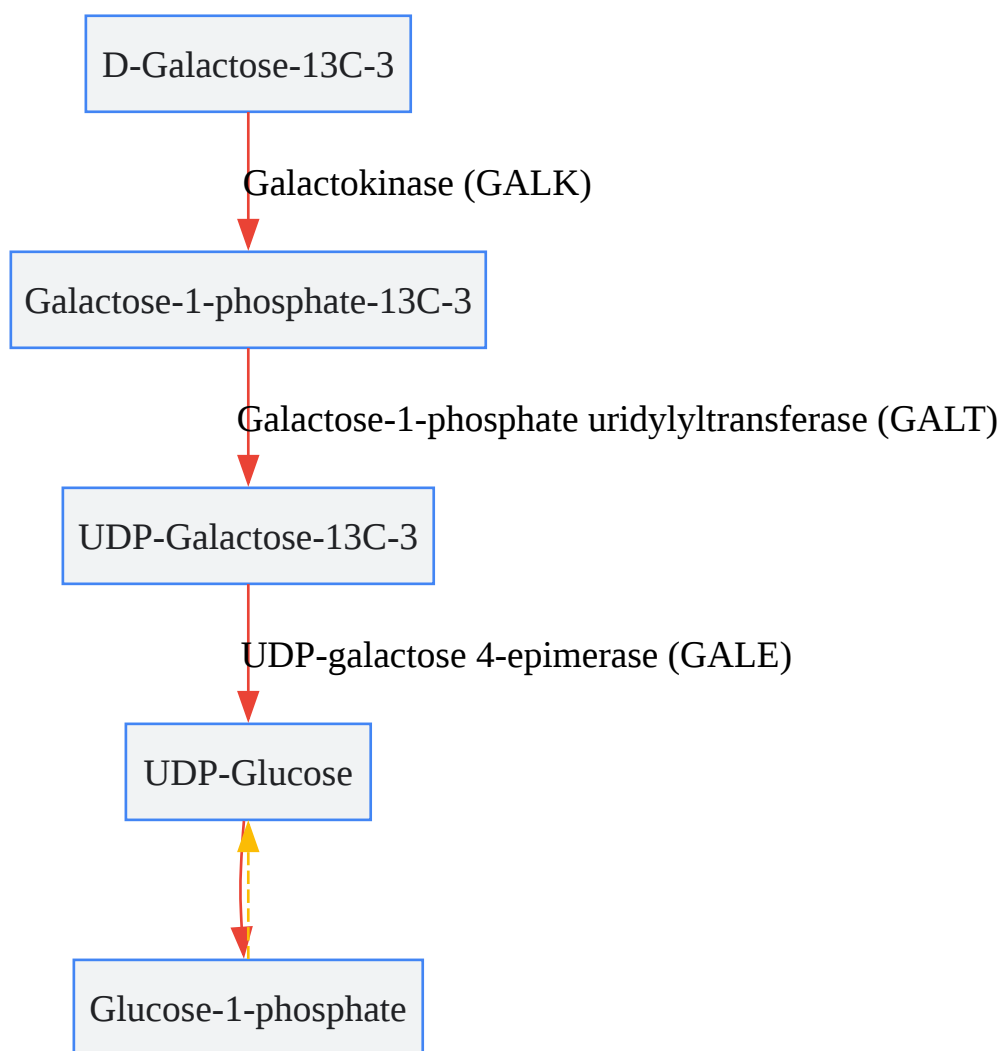 D-Galactose-13C-3
Galactokinase (GALK)
Galactose-1-phosphate-13C-3
Galactose-1-phosphate uridylyltransferase (GALT)
UDP-Galactose-13C-3
UDP-galactose 4-epimerase (GALE)
UDP-Glucose
Glucose-1-phosphate